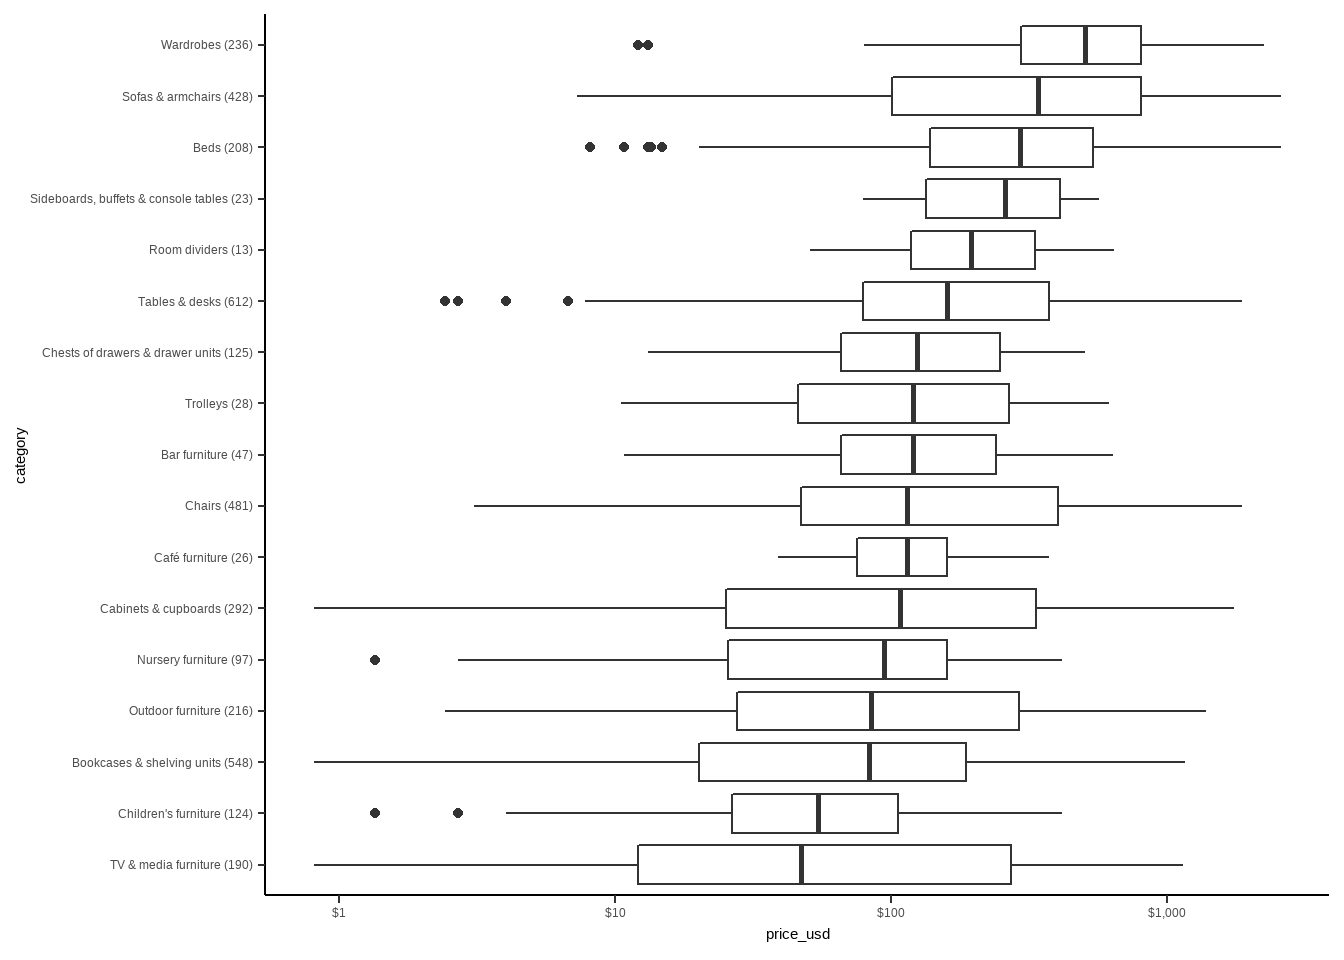 Wardrobes (236)
Sofas & armchairs (428)
Beds (208)
Sideboards, buffets & console tables (23)
Room dividers (13)
Tables & desks (612)
Chests of drawers & drawer units (125)
Trolleys (28)
Bar furniture (47)
Chairs (481)
Café furniture (26)
Cabinets & cupboards (292)
Nursery furniture (97)
Outdoor furniture (216)
Bookcases & shelving units (548)
Children's furniture (124)
TV & media furniture (190)
category
$1 $10 $100 $1,000
price_usd